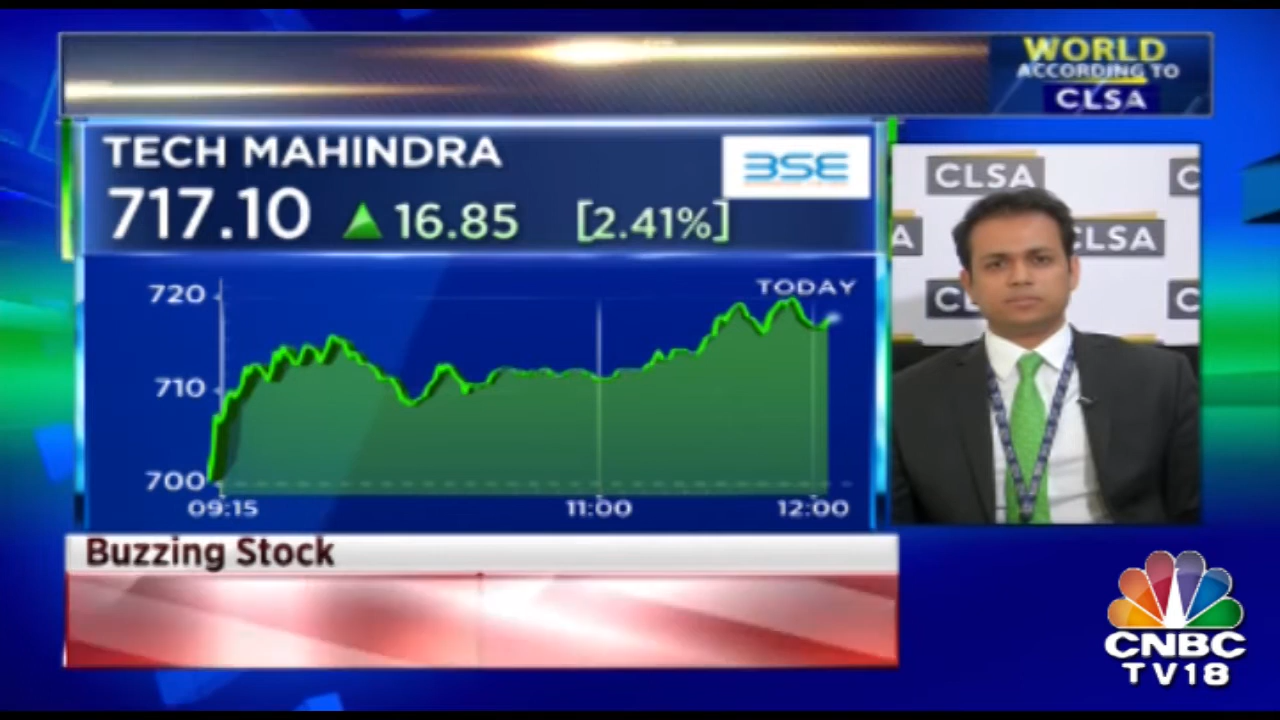 WORLD
ACCORDING TO
CLSA
TECH MAHINDRA
BSE
717.10 ▲ 16.85 [2.41%]
TODAY
720
710
700
09:15 11:00 12:00
CLSA
C
A
CLSA
CL
C
Buzzing Stock
CNBC
TV18